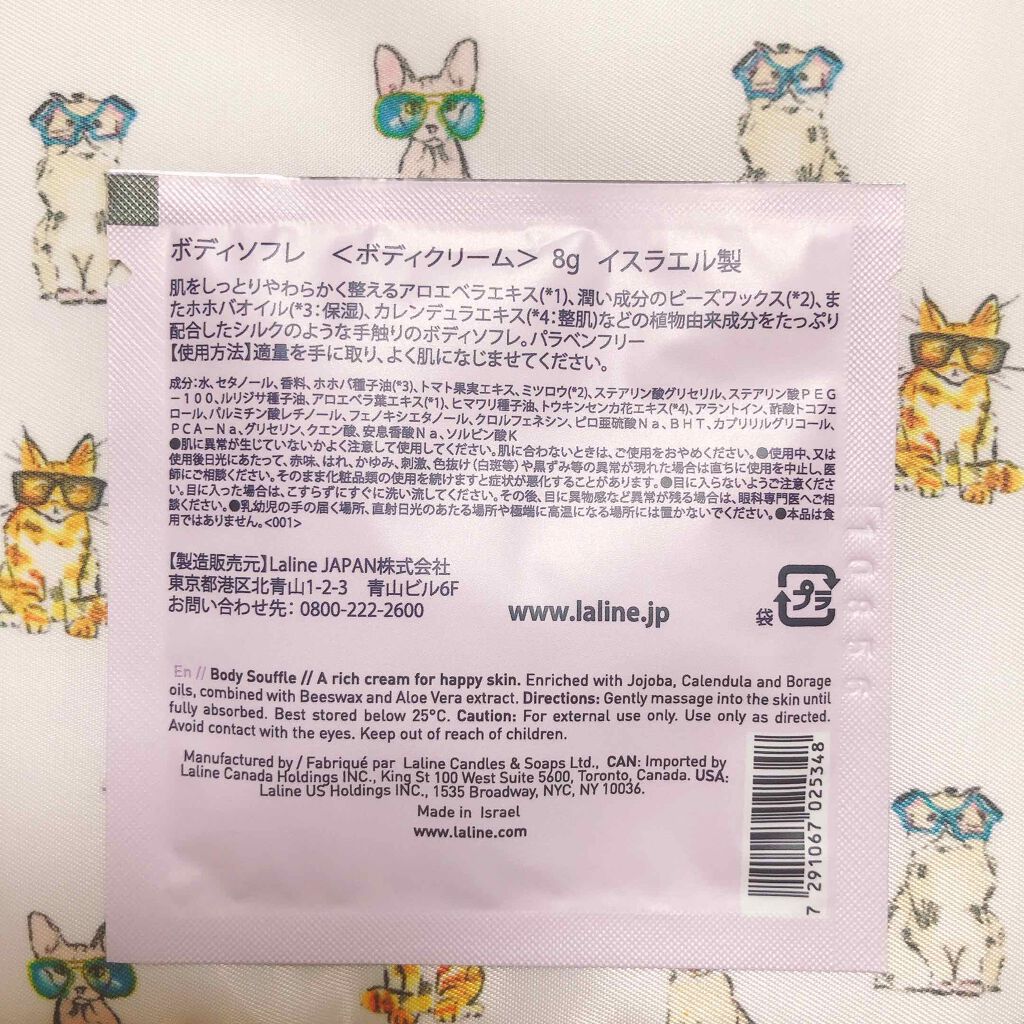 ボディソフレ　＜ボディクリーム＞ 8g　イスラエル製
肌をしっとりやわらかく整えるアロエベラエキス(*1)、潤い成分のビーズワックス(*2)、ま
たホホバオイル(*3：保湿)、カレンデュラエキス(*4：整肌)などの植物由来成分をたっぷり
配合したシルクのような手触りのボディソフレ。パラベンフリー
【使用方法】適量を手に取り、よく肌になじませてください。
成分：水、セタノール、香料、ホホバ種子油(*3)、トマト果実エキス、ミツロウ(*2)、ステアリン酸グリセリル、ステアリン酸ＰＥＧ
－１００、ルリジサ種子油、アロエベラ葉エキス(*1)、ヒマワリ種子油、トウキンセンカ花エキス(*4)、アラントイン、酢酸トコフェ
ロール、パルミチン酸レチノール、フェノキシエタノール、クロルフェネシン、ピロ亜硫酸Ｎａ、ＢＨＴ、カプリリルグリコール、
ＰＣＡ－Ｎａ、グリセリン、クエン酸、安息香酸Ｎａ、ソルビン酸Ｋ
●肌に異常が生じていないかよく注意して使用してください。肌に合わないときは、ご使用をおやめください。●使用中、又は
使用後日光にあたって、赤味、はれ、かゆみ、刺激、色抜け(白斑等)や黒ずみ等の異常が現れた場合は直ちに使用を中止し、医
師にご相談ください。そのまま化粧品類の使用を続けますと症状が悪化することがあります。●目に入らないようご注意くださ
い。目に入った場合は、こすらずにすぐに洗い流してください。その後、目に異物感など異常が残る場合は、眼科専門医へご相
談ください。●乳幼児の手の届く場所、直射日光のあたる場所や極端に高温になる場所には置かないでください。●本品は食
用ではありません。<001>
【製造販売元】Laline JAPAN株式会社
東京都港区北青山1-2-3　青山ビル6F
お問い合わせ先：0800-222-2600
www.laline.jp
袋 プラ
En // Body Souffle // A rich cream for happy skin. Enriched with Jojoba, Calendula and Borage
oils, combined with Beeswax and Aloe Vera extract. Directions: Gently massage into the skin until
fully absorbed. Best stored below 25°C. Caution: For external use only. Use only as directed.
Avoid contact with the eyes. Keep out of reach of children.
Manufactured by / Fabriqué par Laline Candles & Soaps Ltd., CAN: Imported by
Laline Canada Holdings INC., King St 100 West Suite 5600, Toronto, Canada. USA:
Laline US Holdings INC., 1535 Broadway, NYC, NY 10036.
Made in Israel
www.laline.com
7 291067 025348